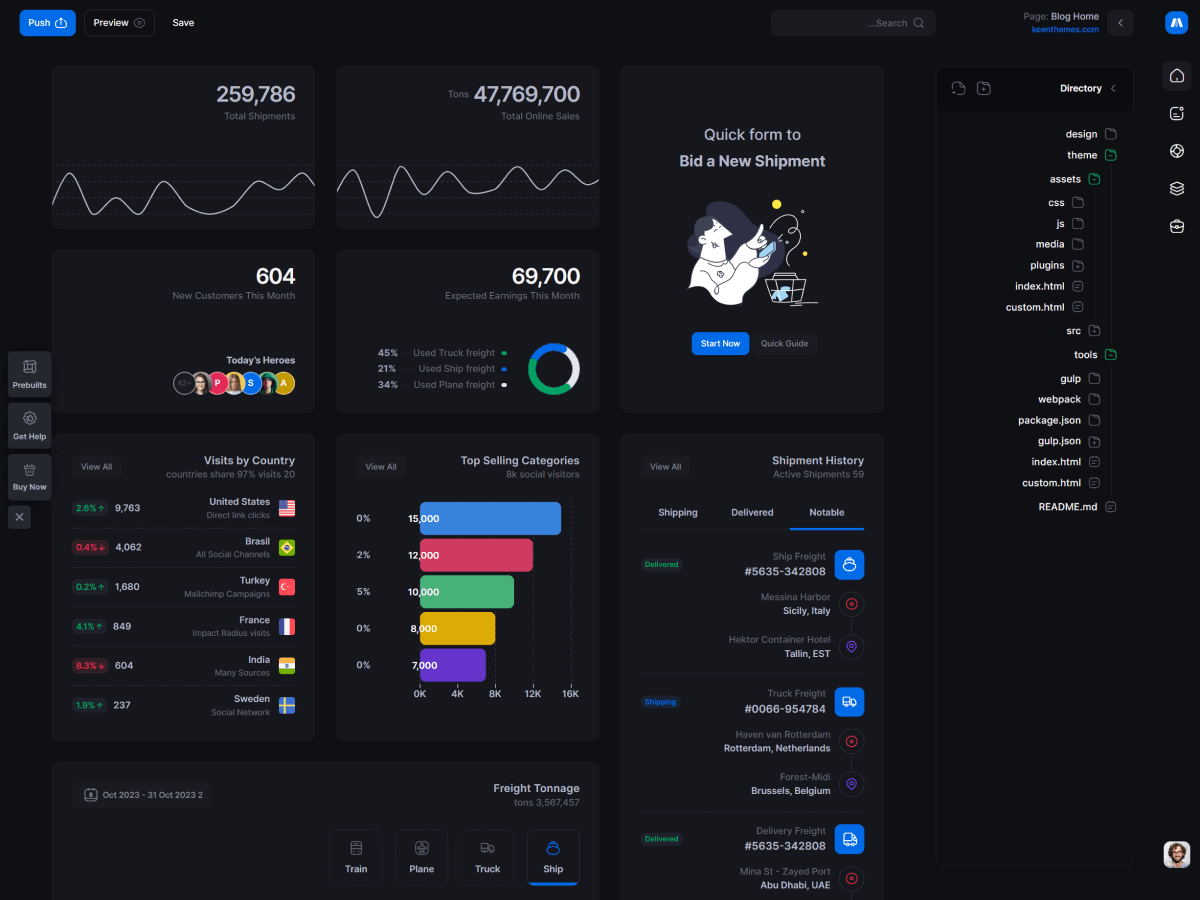 Push
Preview
Save
Search...
Page: Blog Home
keenthemes.com
259,786
Total Shipments
Tons 47,769,700
Total Online Sales
Quick form to
Bid a New Shipment
Start Now
Quick Guide
604
New Customers This Month
Today's Heroes
42+
P
S
A
69,700
Expected Earnings This Month
45% Used Truck freight
21% Used Ship freight
34% Used Plane freight
Prebuilts
Get Help
Buy Now
View All
Visits by Country
countries share 97% visits 20
2.6% 9,763
United States
Direct link clicks
0.4% 4,062
Brasil
All Social Channels
0.2% 1,680
Turkey
Mailchimp Campaigns
4.1% 849
France
Impact Radius visits
8.3% 604
India
Many Sources
1.9% 237
Sweden
Social Network
View All
Top Selling Categories
8k social visitors
0% 15,000
2% 12,000
5% 10,000
0% 8,000
0% 7,000
0K 4K 8K 12K 16K
View All
Shipment History
Active Shipments 59
Shipping
Delivered
Notable
Delivered
Ship Freight
#5635-342808
Messina Harbor
Sicily, Italy
Hektor Container Hotel
Tallin, EST
Shipping
Truck Freight
#0066-954784
Haven van Rotterdam
Rotterdam, Netherlands
Forest-Midi
Brussels, Belgium
Delivered
Delivery Freight
#5635-342808
Mina St - Zayed Port
Abu Dhabi, UAE
Oct 2023 - 31 Oct 2023 2
Freight Tonnage
tons 3,567,457
Train
Plane
Truck
Ship
Directory
design
theme
assets
css
js
media
plugins
index.html
custom.html
src
tools
gulp
webpack
package.json
gulp.json
index.html
custom.html
README.md